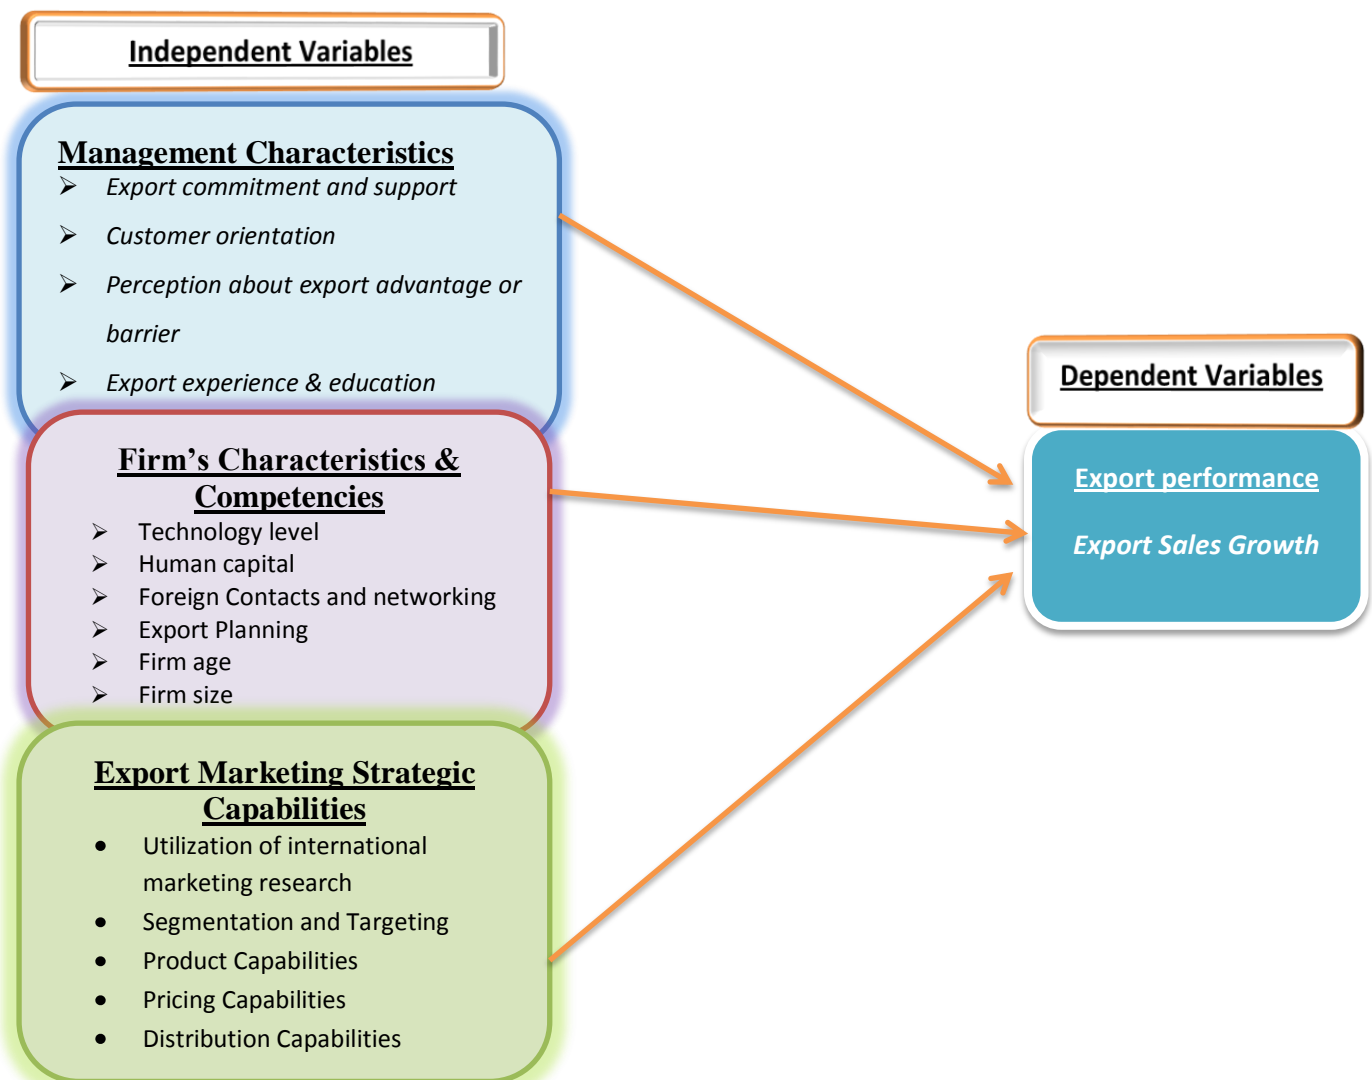 Independent Variables
Management Characteristics
➢ Export commitment and support
➢ Customer orientation
➢ Perception about export advantage or
barrier
➢ Export experience & education
Firm’s Characteristics &
Competencies
➢ Technology level
➢ Human capital
➢ Foreign Contacts and networking
➢ Export Planning
➢ Firm age
➢ Firm size
Export Marketing Strategic
Capabilities
• Utilization of international
marketing research
• Segmentation and Targeting
• Product Capabilities
• Pricing Capabilities
• Distribution Capabilities
Dependent Variables
Export performance
Export Sales Growth